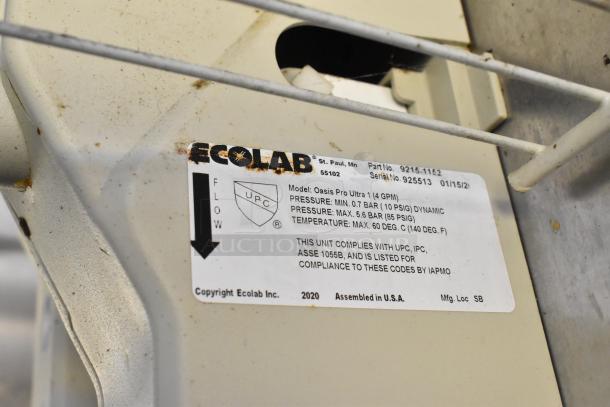 ECOLAB® St. Paul, Mn. Part No. 9215-1152
55102 Serial No. 925513 01/15/2
FLOW
UPC
®
Model: Oasis Pro Ultra 1 (4 GPM)
PRESSURE: MIN. 0.7 BAR ( 10 PSIG) DYNAMIC
PRESSURE: MAX. 5.6 BAR (85 PSIG)
TEMPERATURE: MAX. 60 DEG. C (140 DEG. F)
THIS UNIT COMPLIES WITH UPC, IPC,
ASSE 1055B, AND IS LISTED FOR
COMPLIANCE TO THESE CODES BY IAPMO
Copyright Ecolab Inc. 2020 Assembled in U.S.A. Mfg. Loc SB